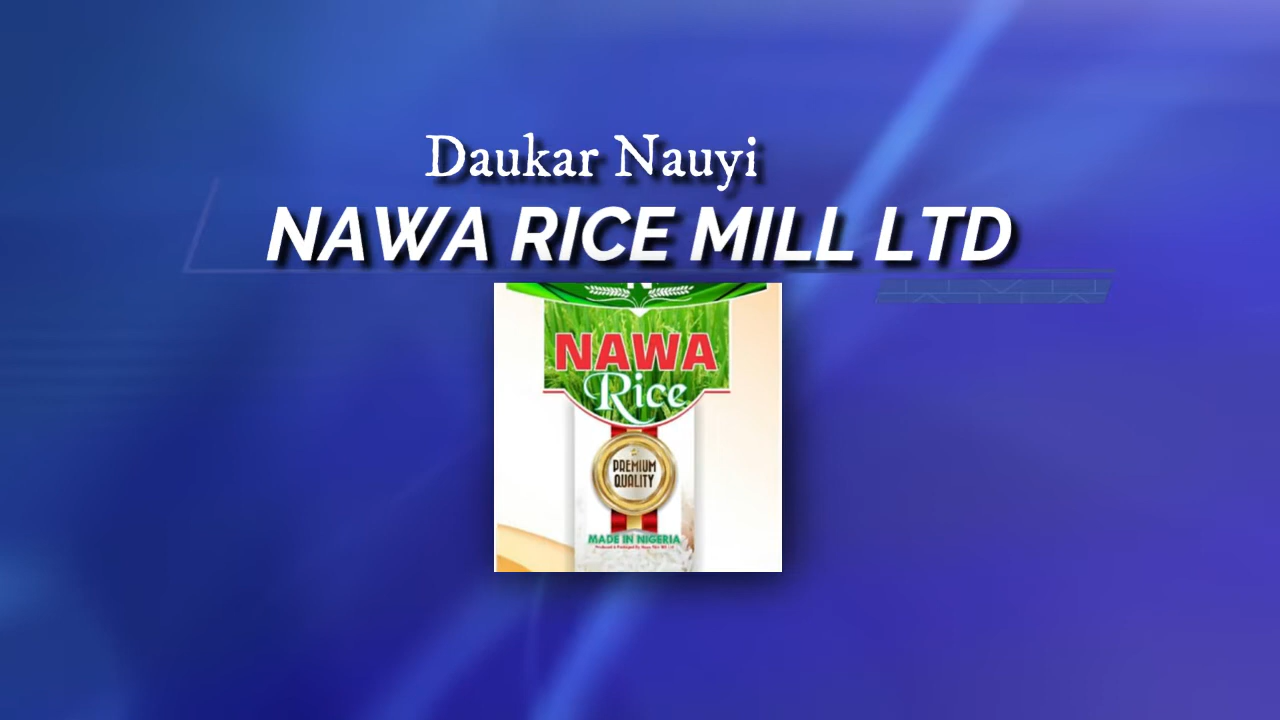 Daukar Nauyi
NAWA RICE MILL LTD
N
NAWA
Rice
PREMIUM
QUALITY
MADE IN NIGERIA